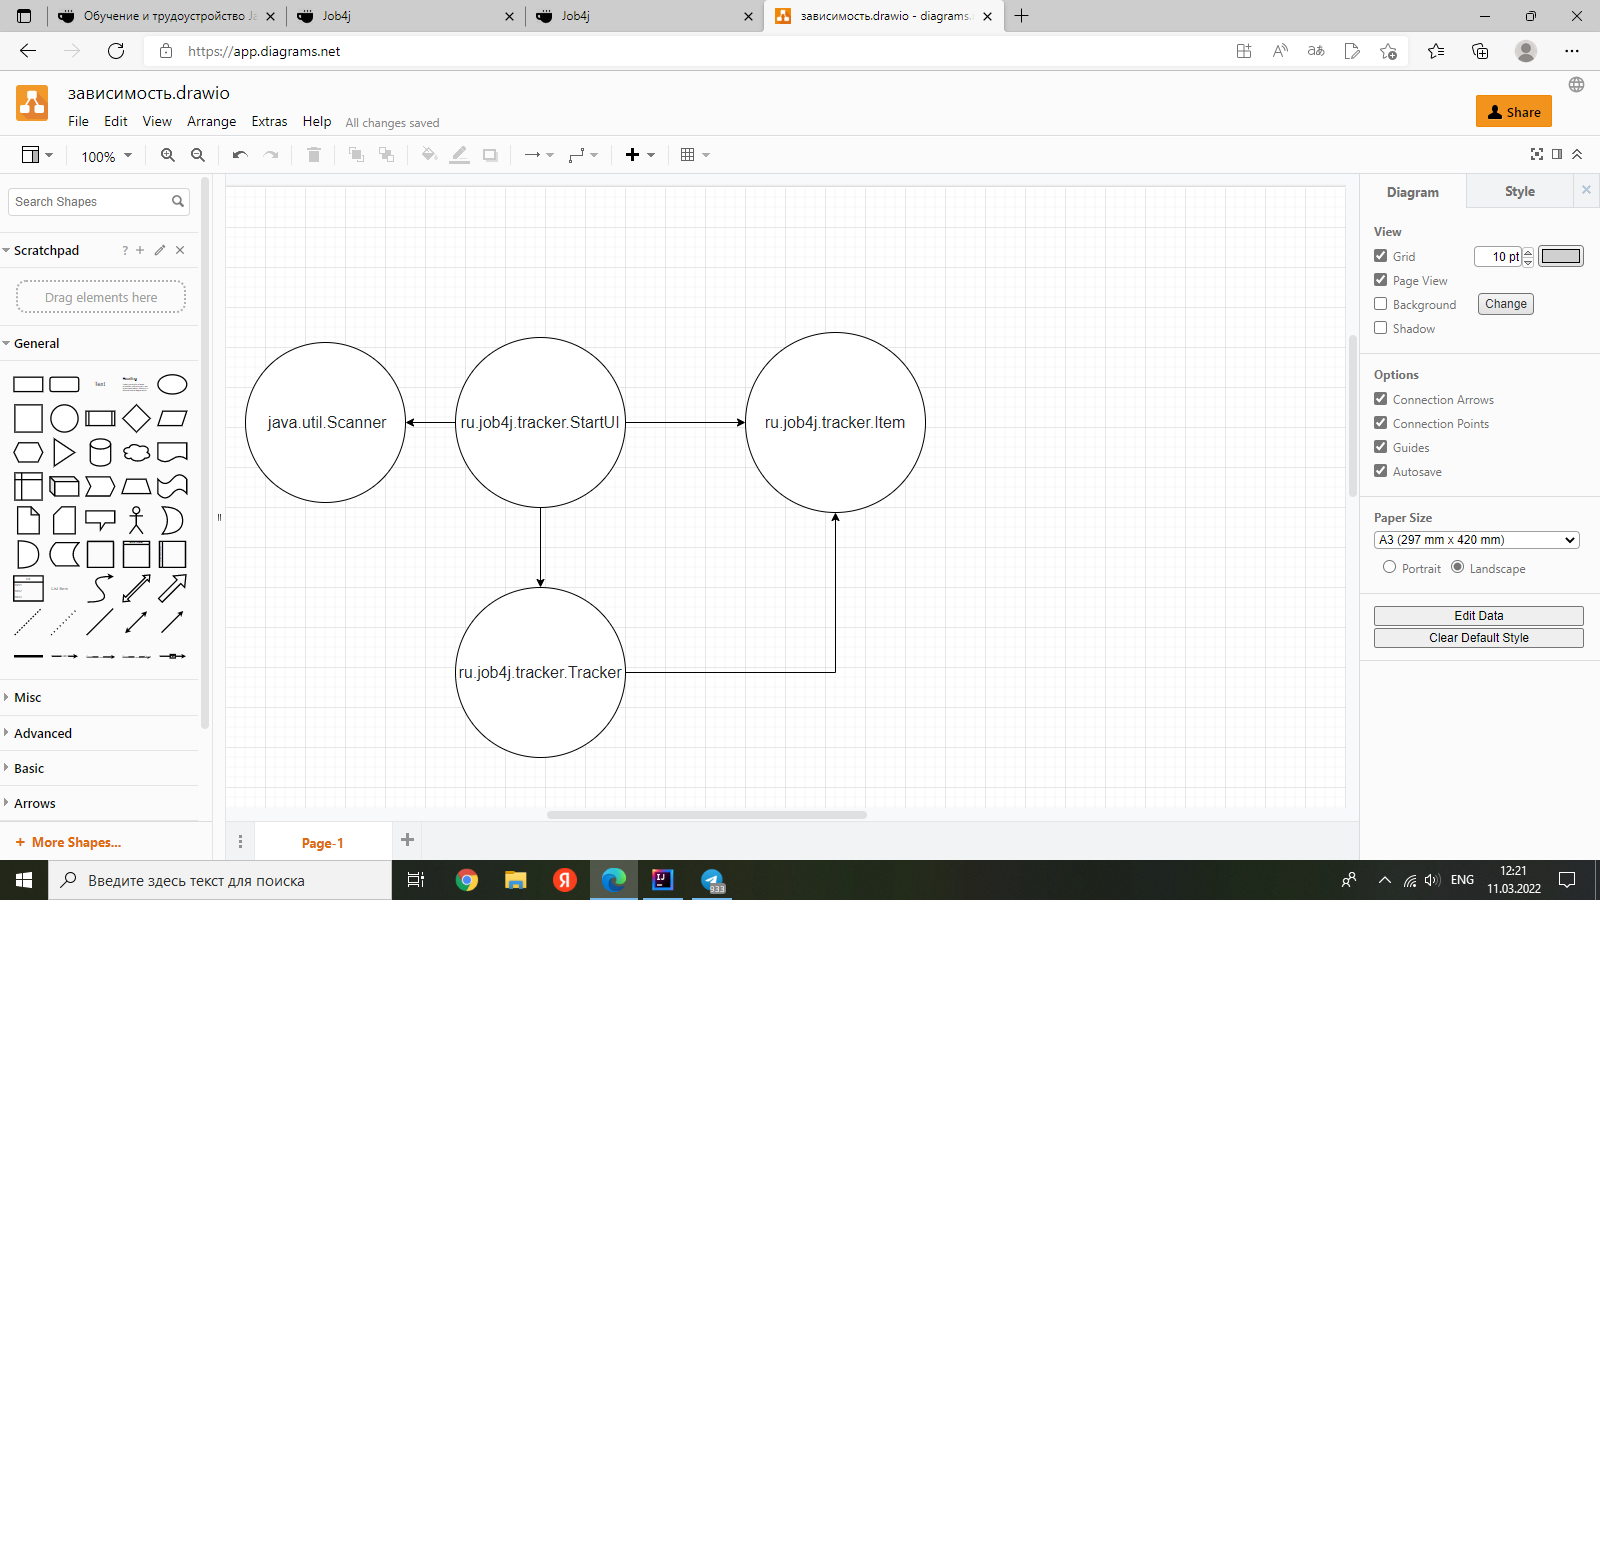 Обучение и трудоустройство Ja
Job4j
Job4j
зависимость.drawio - diagrams.
https://app.diagrams.net
зависимость.drawio
File Edit View Arrange Extras Help All changes saved
Share
100%
Search Shapes
Scratchpad
Drag elements here
General
Text
Heading
Misc
Advanced
Basic
Arrows
+ More Shapes...
java.util.Scanner
ru.job4j.tracker.StartUI
ru.job4j.tracker.Item
ru.job4j.tracker.Tracker
Page-1
Diagram
Style
View
Grid
10 pt
Page View
Background
Change
Shadow
Options
Connection Arrows
Connection Points
Guides
Autosave
Paper Size
A3 (297 mm x 420 mm)
Portrait
Landscape
Edit Data
Clear Default Style
Введите здесь текст для поиска
Я
IJ
933
ENG
12:21
11.03.2022